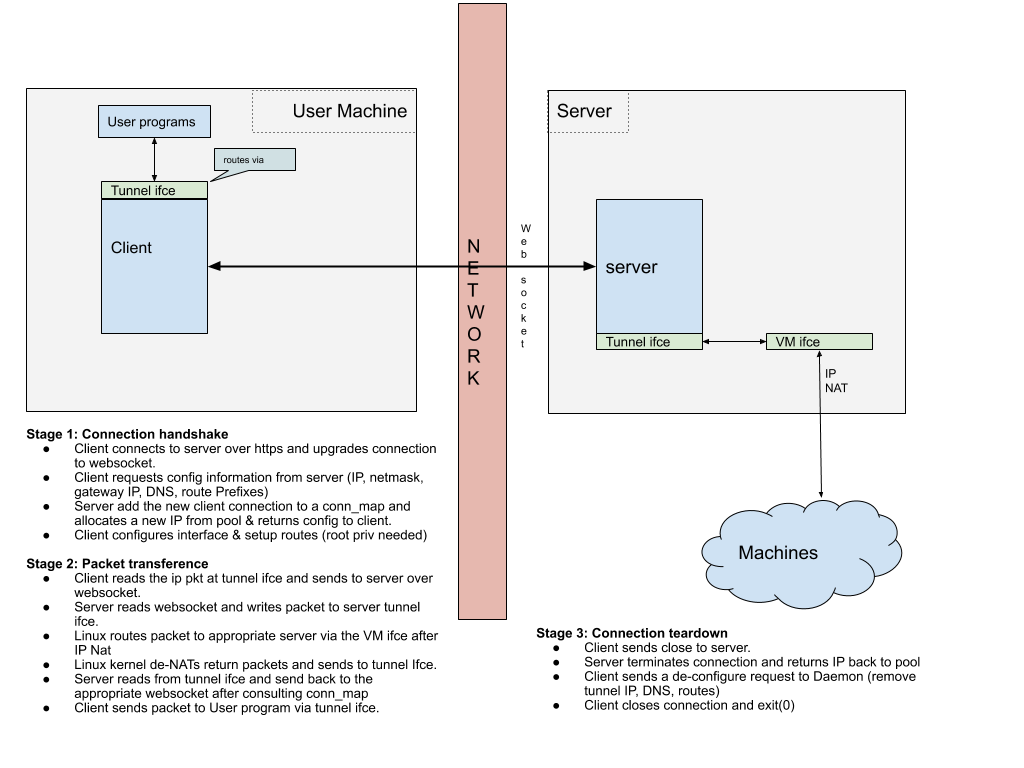 User Machine
User programs
routes via
Tunnel ifce
Client
NETWORK
Web socket
Server
server
Tunnel ifce
VM ifce
IP
NAT
Machines
Stage 1: Connection handshake
● Client connects to server over https and upgrades connection
to websocket.
● Client requests config information from server (IP, netmask,
gateway IP, DNS, route Prefixes)
● Server add the new client connection to a conn_map and
allocates a new IP from pool & returns config to client.
● Client configures interface & setup routes (root priv needed)
Stage 2: Packet transference
● Client reads the ip pkt at tunnel ifce and sends to server over
websocket.
● Server reads websocket and writes packet to server tunnel
ifce.
● Linux routes packet to appropriate server via the VM ifce after
IP Nat
● Linux kernel de-NATs return packets and sends to tunnel Ifce.
● Server reads from tunnel ifce and send back to the
appropriate websocket after consulting conn_map
● Client sends packet to User program via tunnel ifce.
Stage 3: Connection teardown
● Client sends close to server.
● Server terminates connection and returns IP back to pool
● Client sends a de-configure request to Daemon (remove
tunnel IP, DNS, routes)
● Client closes connection and exit(0)